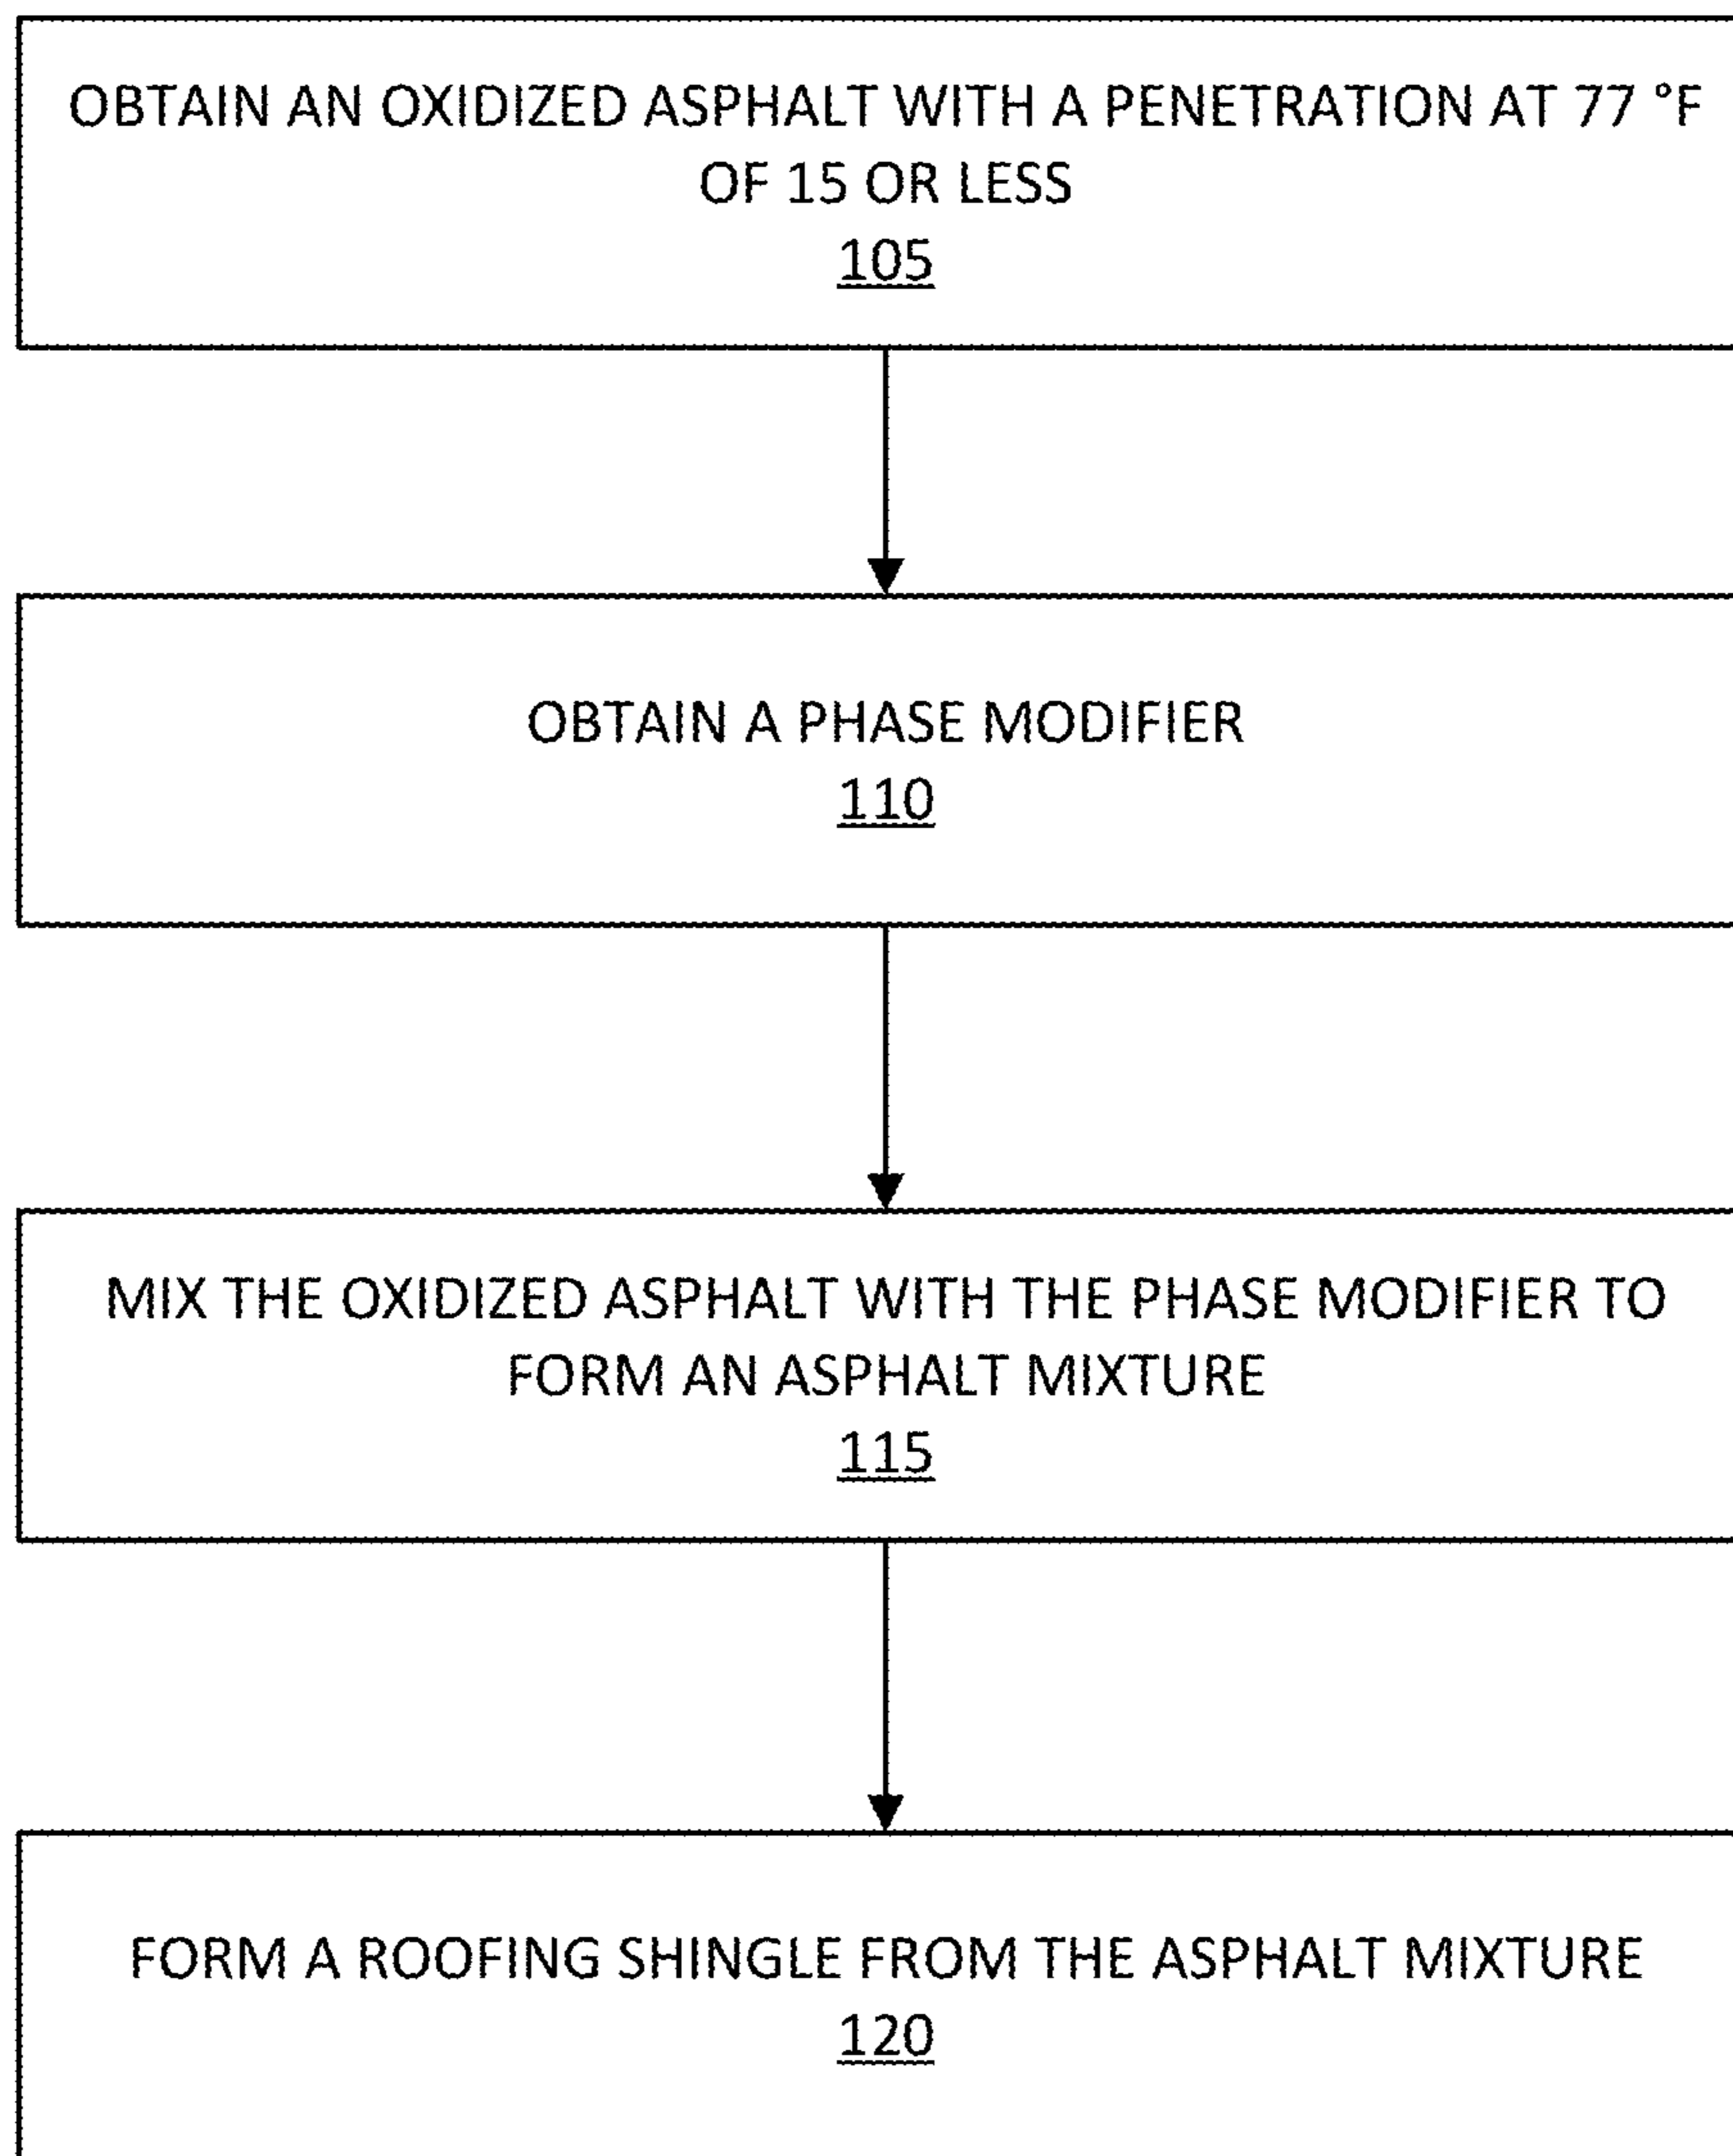 OBTAIN AN OXIDIZED ASPHALT WITH A PENETRATION AT 77 °F
OF 15 OR LESS
105
OBTAIN A PHASE MODIFIER
110
MIX THE OXIDIZED ASPHALT WITH THE PHASE MODIFIER TO
FORM AN ASPHALT MIXTURE
115
FORM A ROOFING SHINGLE FROM THE ASPHALT MIXTURE
120